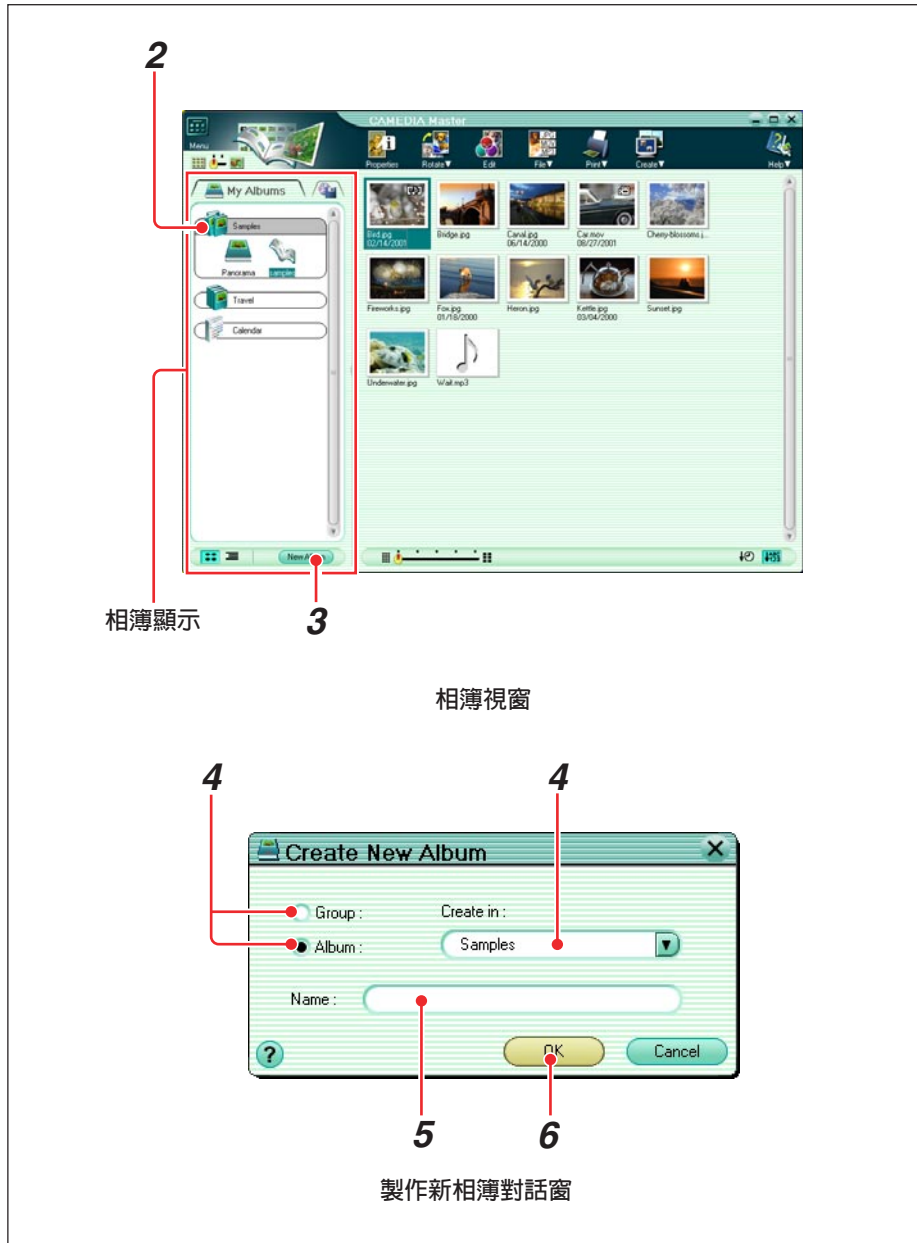 2
CAMEDIA Master
Menu
Properties Rotate▼ Edit File▼ Print▼ Create▼ Help▼
My Albums
Samples
Panorama samples
Travel
Calendar
Bird.jpg Bridge.jpg Canal.jpg Car.mov Cherry-blossoms.j...
02/14/2001 06/14/2000 08/27/2001
Fireworks.jpg Fox.jpg Heron.jpg Kettle.jpg Sunset.jpg
01/18/2000 03/04/2000
Underwater.jpg Wait.mp3
New Album
相簿顯示 3
相簿視窗
4 4
Create New Album
Group : Create in :
Album : Samples
Name :
? OK Cancel
5 6
製作新相簿對話窗